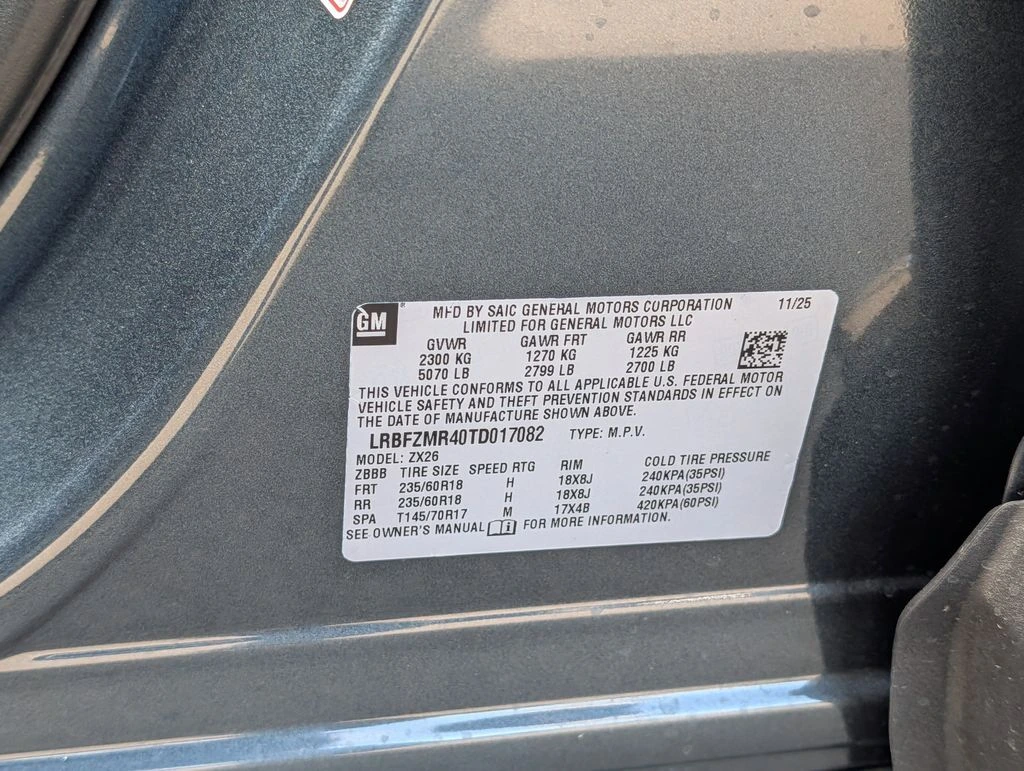 GM
MFD BY SAIC GENERAL MOTORS CORPORATION 11/25
LIMITED FOR GENERAL MOTORS LLC
GVWR GAWR FRT GAWR RR
2300 KG 1270 KG 1225 KG
5070 LB 2799 LB 2700 LB
THIS VEHICLE CONFORMS TO ALL APPLICABLE U.S. FEDERAL MOTOR
VEHICLE SAFETY AND THEFT PREVENTION STANDARDS IN EFFECT ON
THE DATE OF MANUFACTURE SHOWN ABOVE.
LRBFZMR40TD017082 TYPE: M.P.V.
MODEL: ZX26
ZBBB TIRE SIZE SPEED RTG RIM COLD TIRE PRESSURE
FRT 235/60R18 H 18X8J 240KPA(35PSI)
RR 235/60R18 H 18X8J 240KPA(35PSI)
SPA T145/70R17 M 17X4B 420KPA(60PSI)
SEE OWNER'S MANUAL FOR MORE INFORMATION.